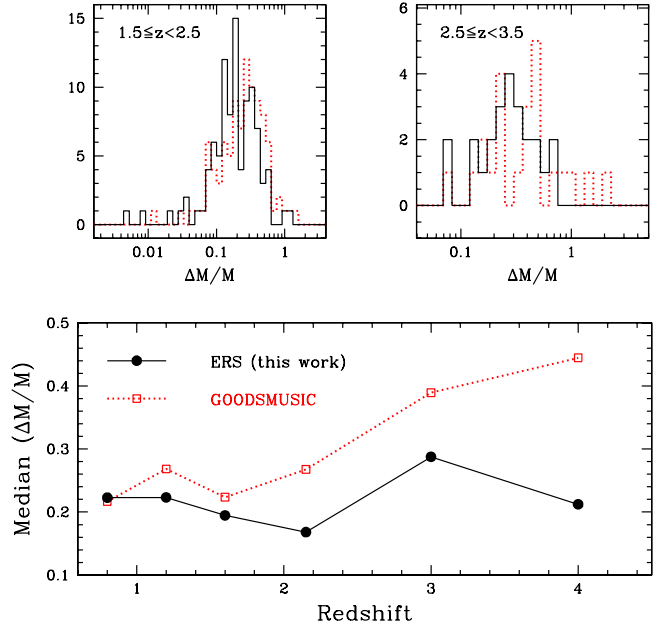 15
10
5
0
1.5≦z<2.5
0.01
0.1
1
ΔM/M
6
4
2
0
2.5≦z<3.5
0.1
1
ΔM/M
0.5
0.4
0.3
0.2
0.1
Median (ΔM/M)
ERS (this work)
GOODSMUSIC
1
2
3
4
Redshift